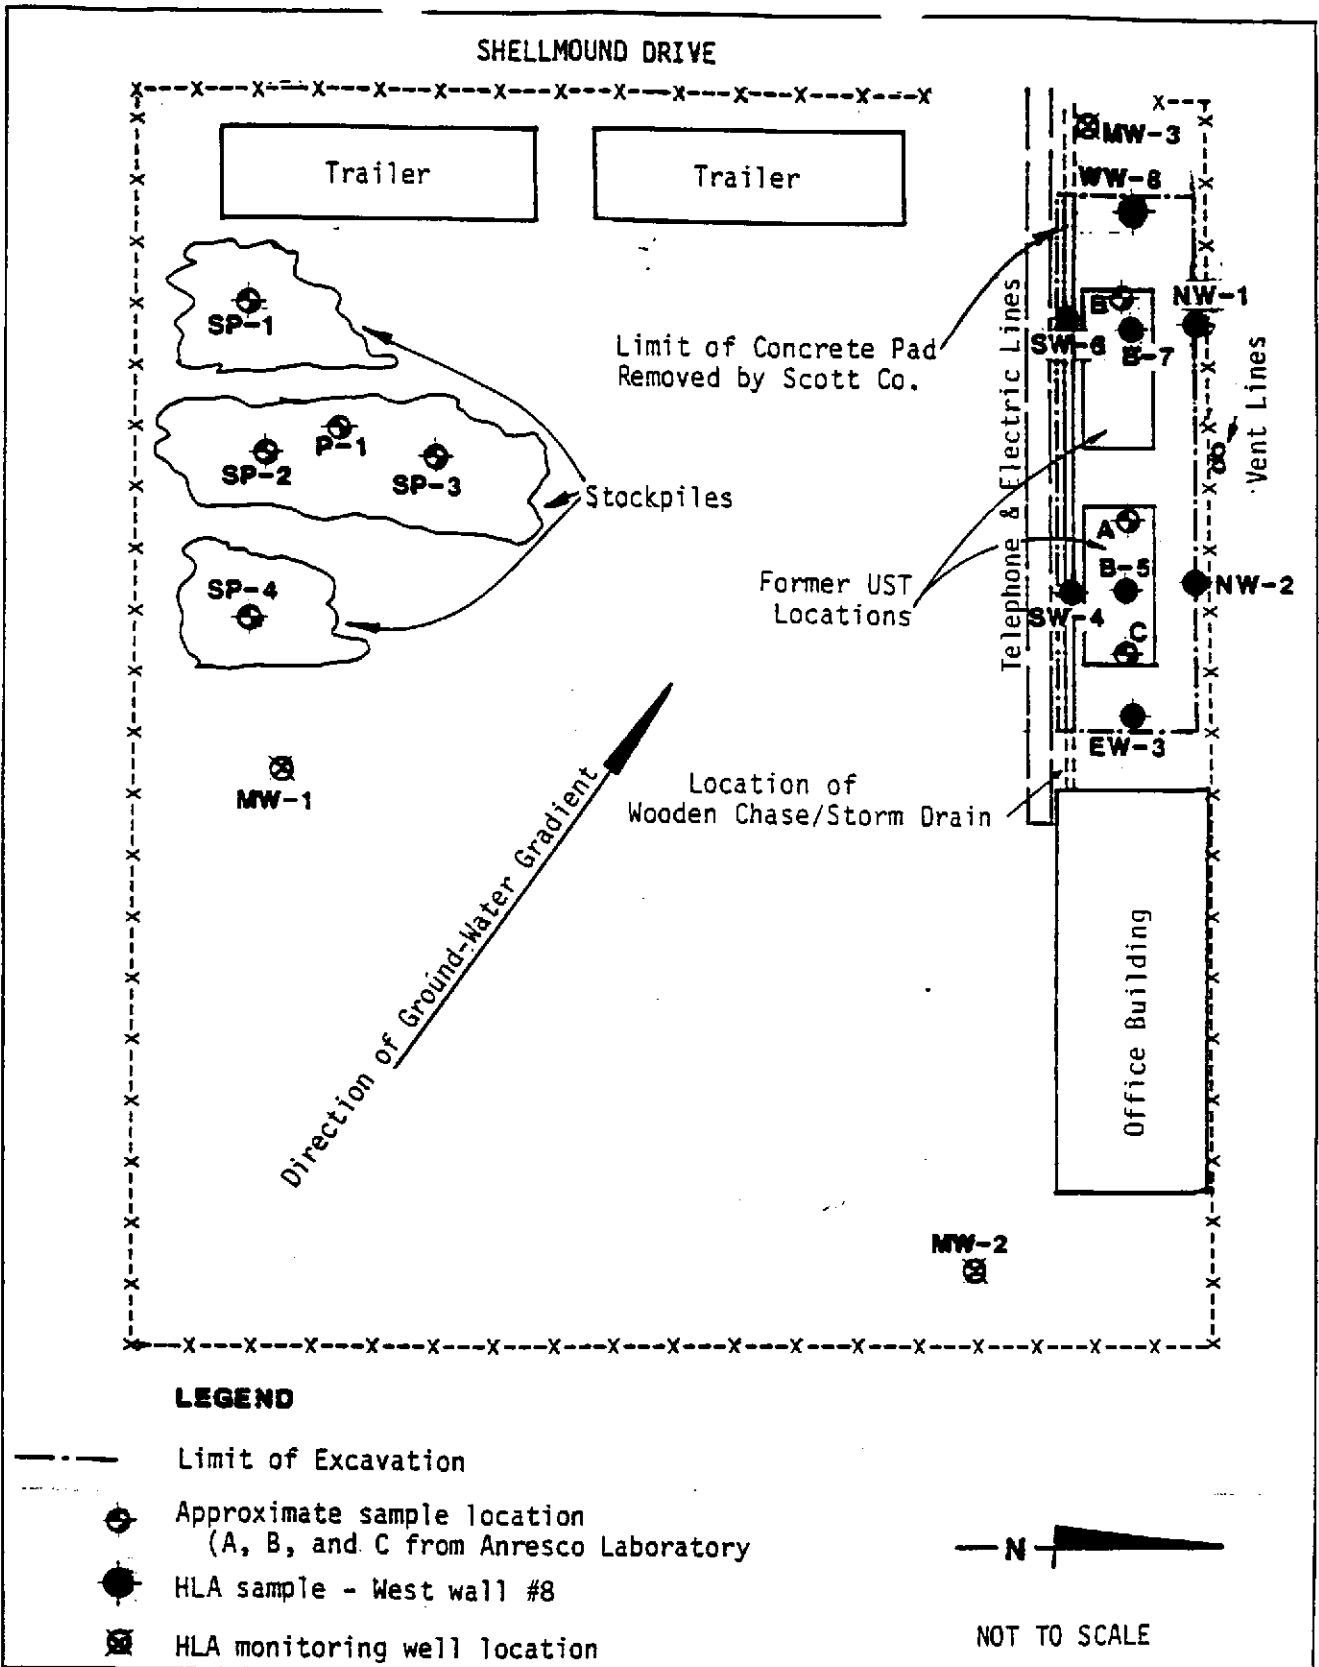 SHELLMOUND DRIVE
Trailer
Trailer
MW-3
WW-8
SP-1
B
NW-1
SW-6
B-7
Limit of Concrete Pad
Removed by Scott Co.
Telephone & Electric Lines
Vent Lines
P-1
SP-2
SP-3
Stockpiles
A
B-5
NW-2
SP-4
Former UST
Locations
SW-4
C
EW-3
MW-1
Location of
Wooden Chase/Storm Drain
Direction of Ground-Water Gradient
Office Building
MW-2
LEGEND
Limit of Excavation
Approximate sample location
(A, B, and C from Anresco Laboratory
HLA sample - West wall #8
HLA monitoring well location
N
NOT TO SCALE